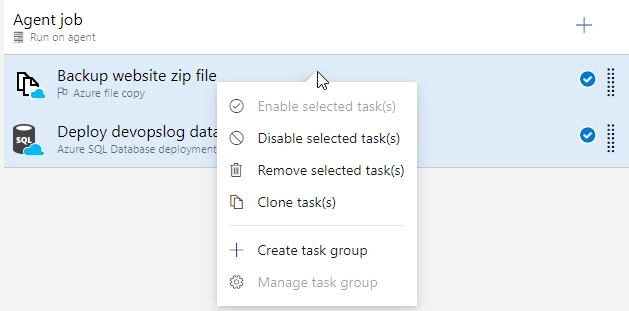 Agent job
Run on agent
Backup website zip file
Azure file copy
Enable selected task(s)
SQL
Deploy devopslog data
Disable selected task(s)
Azure SQL Database deployment
Remove selected task(s)
Clone task(s)
Create task group
Manage task group